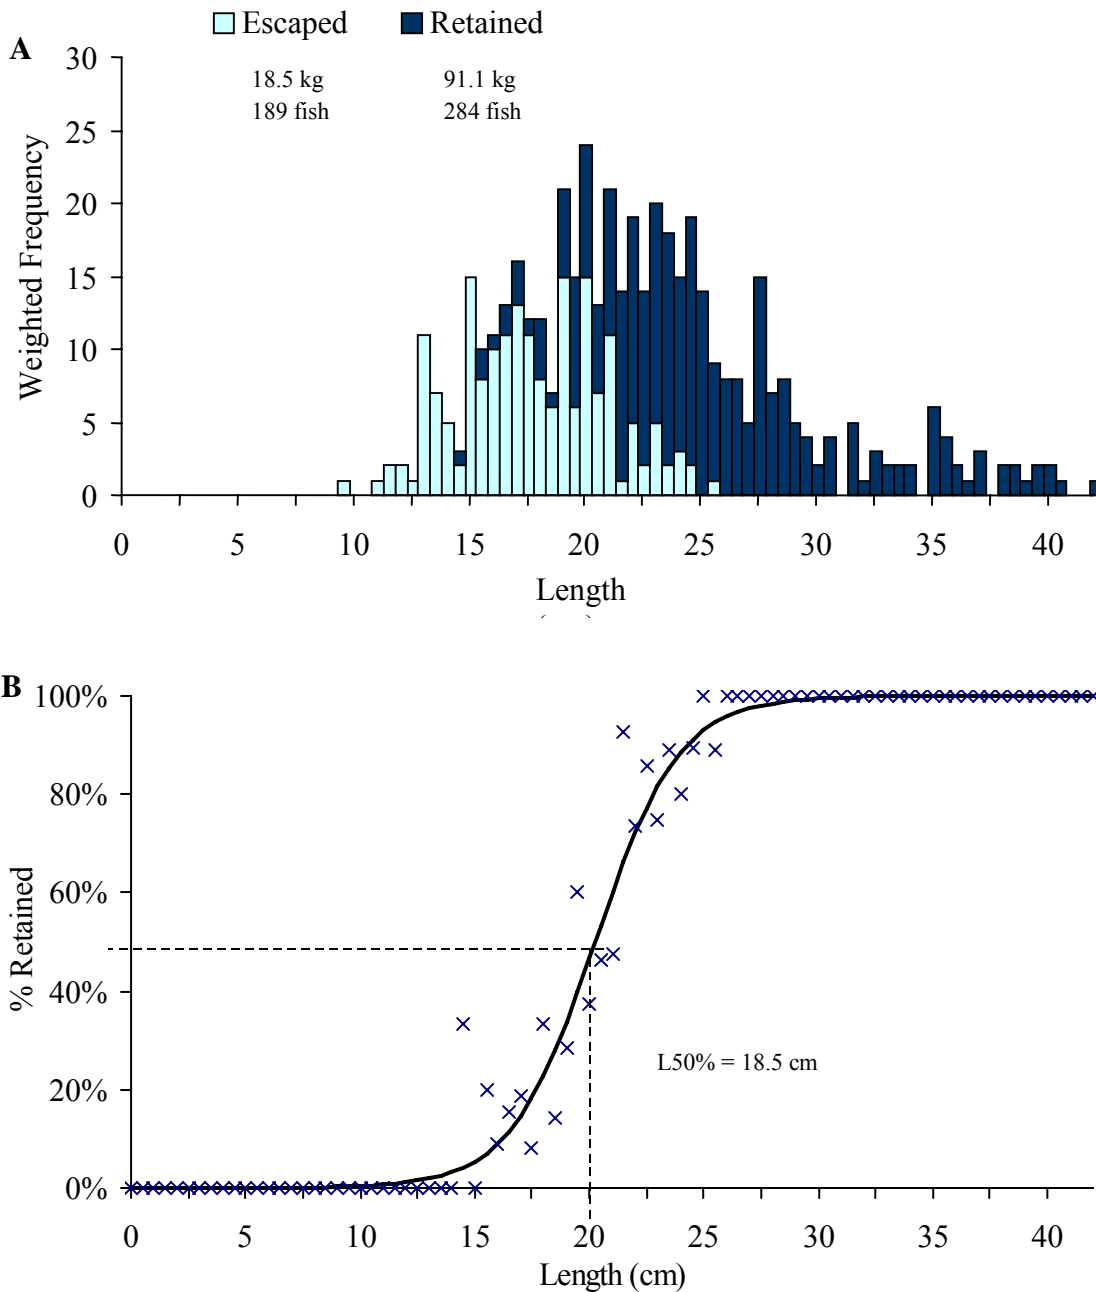 Escaped Retained
A
18.5 kg 91.1 kg
189 fish 284 fish
30
25
20
15
10
5
0
Weighted Frequency
0 5 10 15 20 25 30 35 40
Length
B
100%
80%
60%
40%
20%
0%
% Retained
L50% = 18.5 cm
0 5 10 15 20 25 30 35 40
Length (cm)